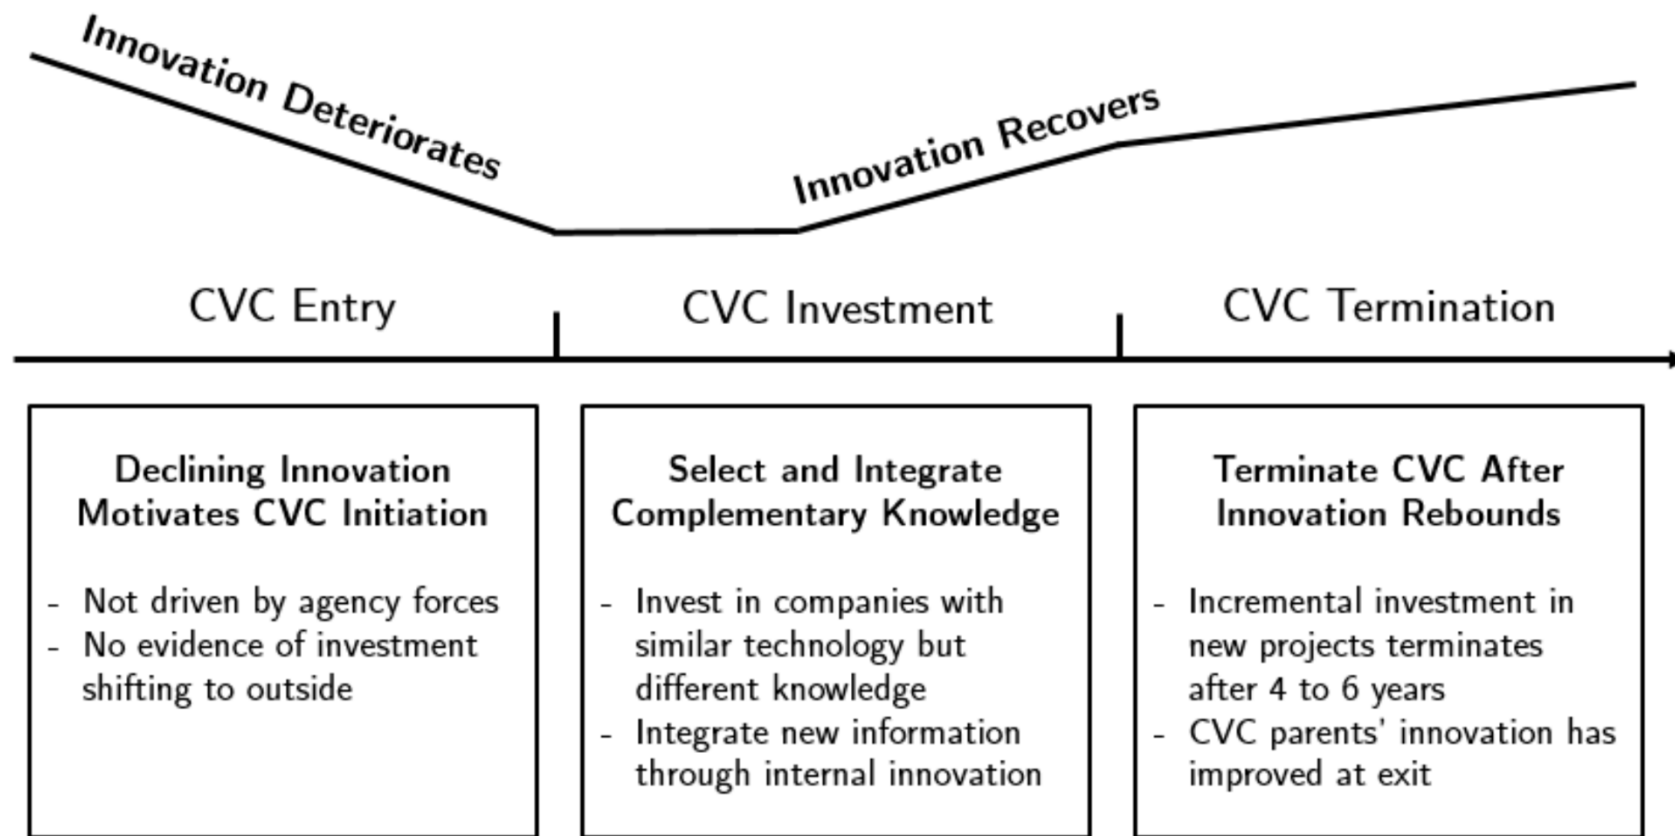 Innovation Deteriorates
Innovation Recovers
CVC Entry
CVC Investment
CVC Termination
Declining Innovation
Motivates CVC Initiation
- Not driven by agency forces
- No evidence of investment
shifting to outside
Select and Integrate
Complementary Knowledge
- Invest in companies with
similar technology but
different knowledge
- Integrate new information
through internal innovation
Terminate CVC After
Innovation Rebounds
- Incremental investment in
new projects terminates
after 4 to 6 years
- CVC parents' innovation has
improved at exit